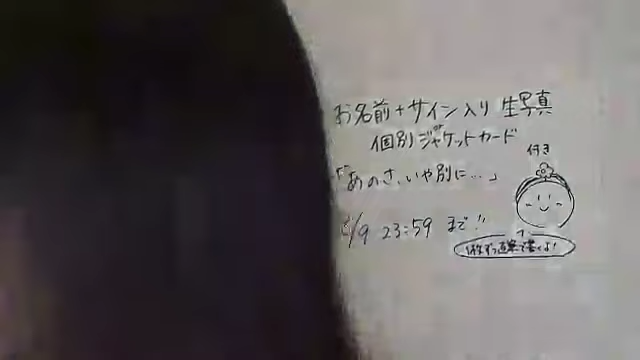 お名前+サイン入り 生写真
個別ジャケットカード
付き
「あのさ、いや別に…」
/9 23:59 まで!!